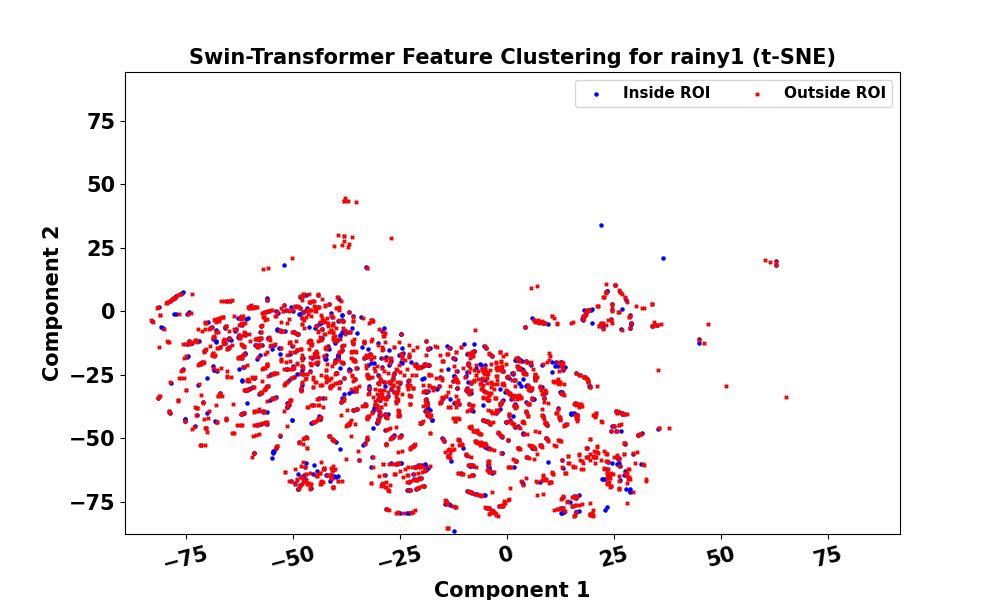 Swin-Transformer Feature Clustering for rainy1 (t-SNE)
Inside ROI
Outside ROI
75
50
25
0
−25
−50
−75
Component 2
−75
−50
−25
0
25
50
75
Component 1